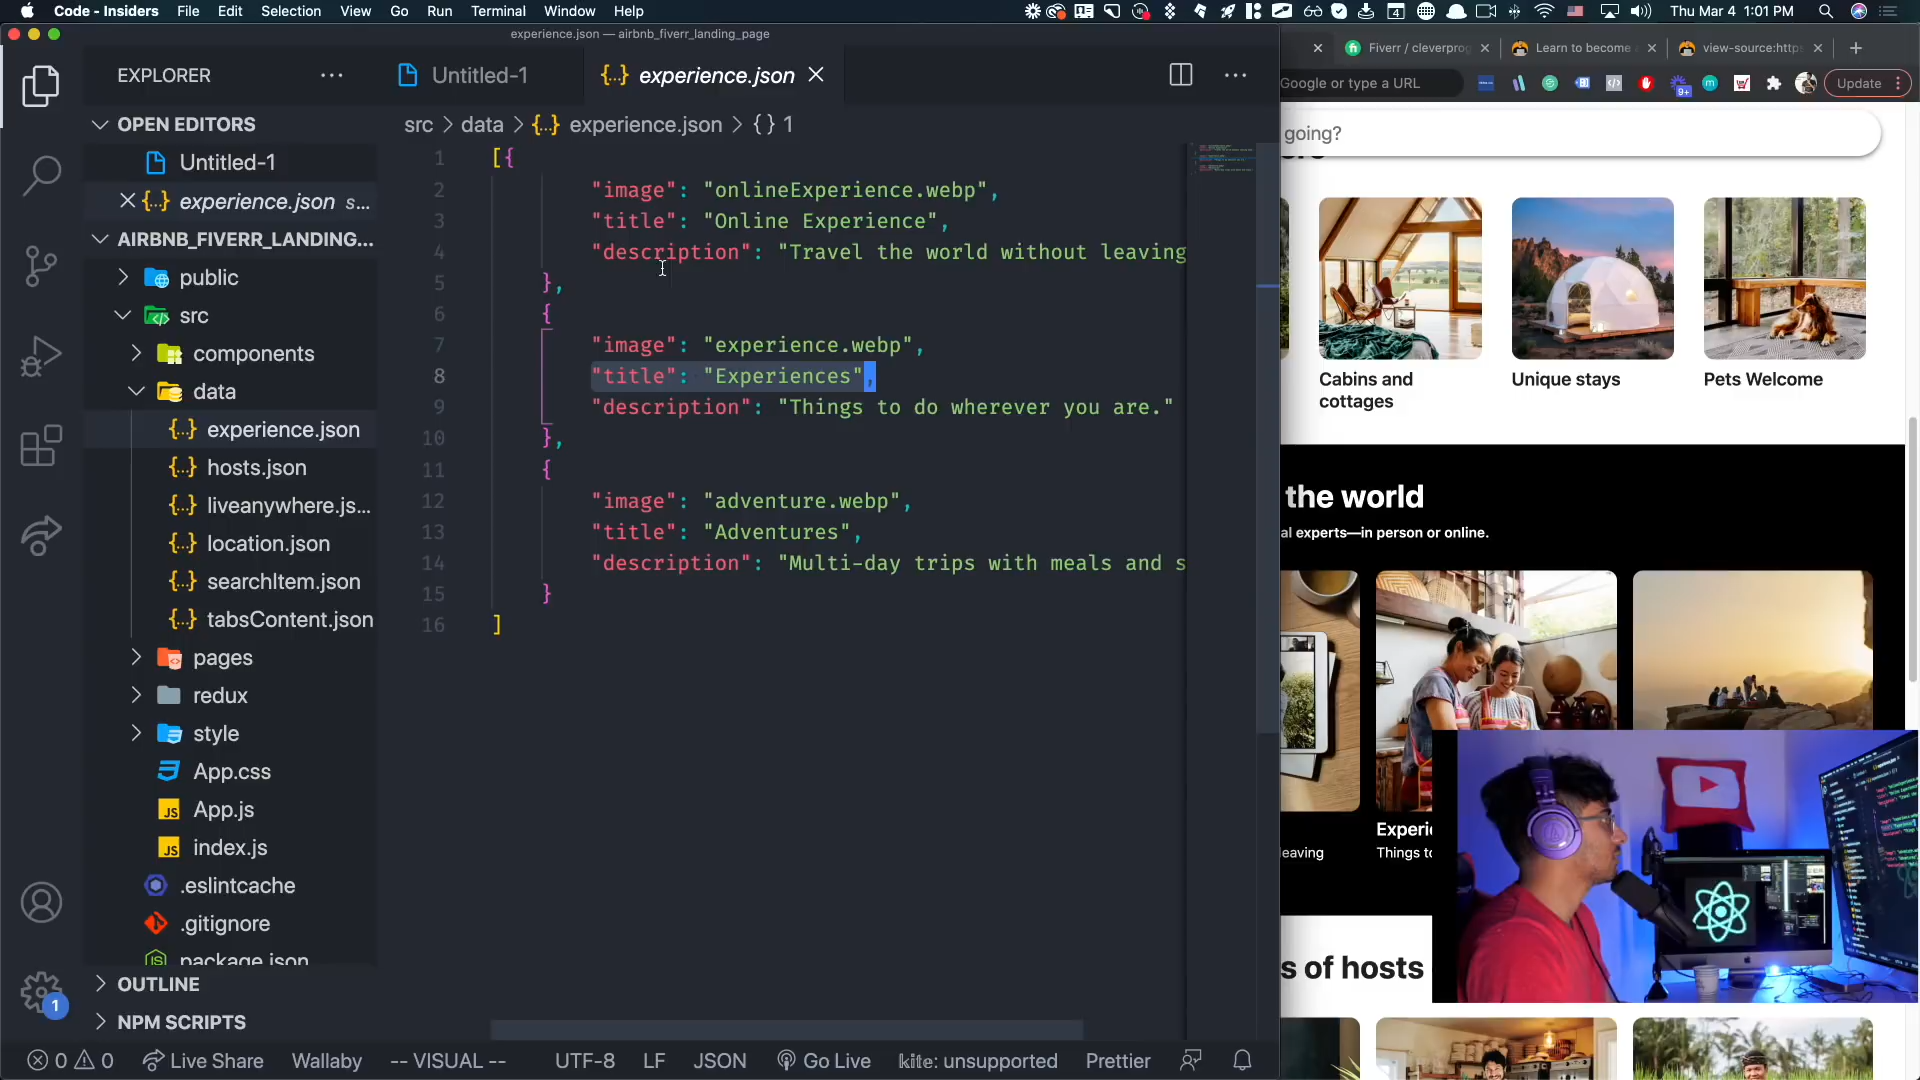 Code - Insiders File Edit Selection View Go Run Terminal Window Help
Thu Mar 4 1:01 PM
experience.json — airbnb_fiverr_landing_page
EXPLORER
Untitled-1
experience.json
Fiverr / cleverprog
Learn to become
view-source:https
Google or type a URL
9+
Update
going?
OPEN EDITORS
Untitled-1
experience.json s...
AIRBNB_FIVERR_LANDING...
public
src
components
data
experience.json
hosts.json
liveanywhere.js...
location.json
searchItem.json
tabsContent.json
pages
redux
style
App.css
App.js
index.js
.eslintcache
.gitignore
package.json
OUTLINE
NPM SCRIPTS
1
src > data > {..} experience.json > { } 1
1 [{
2 "image": "onlineExperience.webp",
3 "title": "Online Experience",
4 "description": "Travel the world without leaving
5 },
6 {
7 "image": "experience.webp",
8 "title": "Experiences",
9 "description": "Things to do wherever you are."
10 },
11 {
12 "image": "adventure.webp",
13 "title": "Adventures",
14 "description": "Multi-day trips with meals and s
15 }
16 ]
Cabins and
cottages
Unique stays
Pets Welcome
the world
al experts—in person or online.
Experi
leaving
Things to
s of hosts
0 0 Live Share Wallaby -- VISUAL -- UTF-8 LF JSON Go Live kite: unsupported Prettier